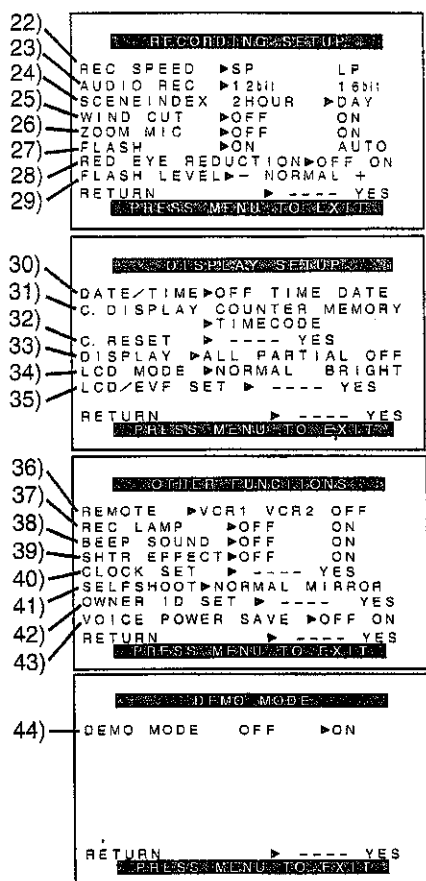 RECORDING SETUP
22) REC SPEED ▶SP LP
23) AUDIO REC ▶12bit 16bit
24) SCENEINDEX 2HOUR ▶DAY
25) WIND CUT ▶OFF ON
26) ZOOM MIC ▶OFF ON
27) FLASH ▶ON AUTO
28) RED EYE REDUCTION▶OFF ON
29) FLASH LEVEL▶- NORMAL +
RETURN ▶ ---- YES
PRESS MENU TO EXIT
DISPLAY SETUP
30) DATE/TIME▶OFF TIME DATE
31) C. DISPLAY COUNTER MEMORY
▶TIMECODE
32) C. RESET ▶ ---- YES
33) DISPLAY ▶ALL PARTIAL OFF
34) LCD MODE ▶NORMAL BRIGHT
35) LCD/EVF SET ▶ ---- YES
RETURN ▶ ---- YES
PRESS MENU TO EXIT
OTHER FUNCTIONS
36) REMOTE ▶VCR1 VCR2 OFF
37) REC LAMP ▶OFF ON
38) BEEP SOUND ▶OFF ON
39) SHTR EFFECT▶OFF ON
40) CLOCK SET ▶ ---- YES
41) SELFSHOOT▶NORMAL MIRROR
42) OWNER ID SET ▶ ---- YES
43) VOICE POWER SAVE ▶OFF ON
RETURN ▶ ---- YES
PRESS MENU TO EXIT
DEMO MODE
44) DEMO MODE OFF ▶ON
RETURN ▶ ---- YES
PRESS MENU TO EXIT